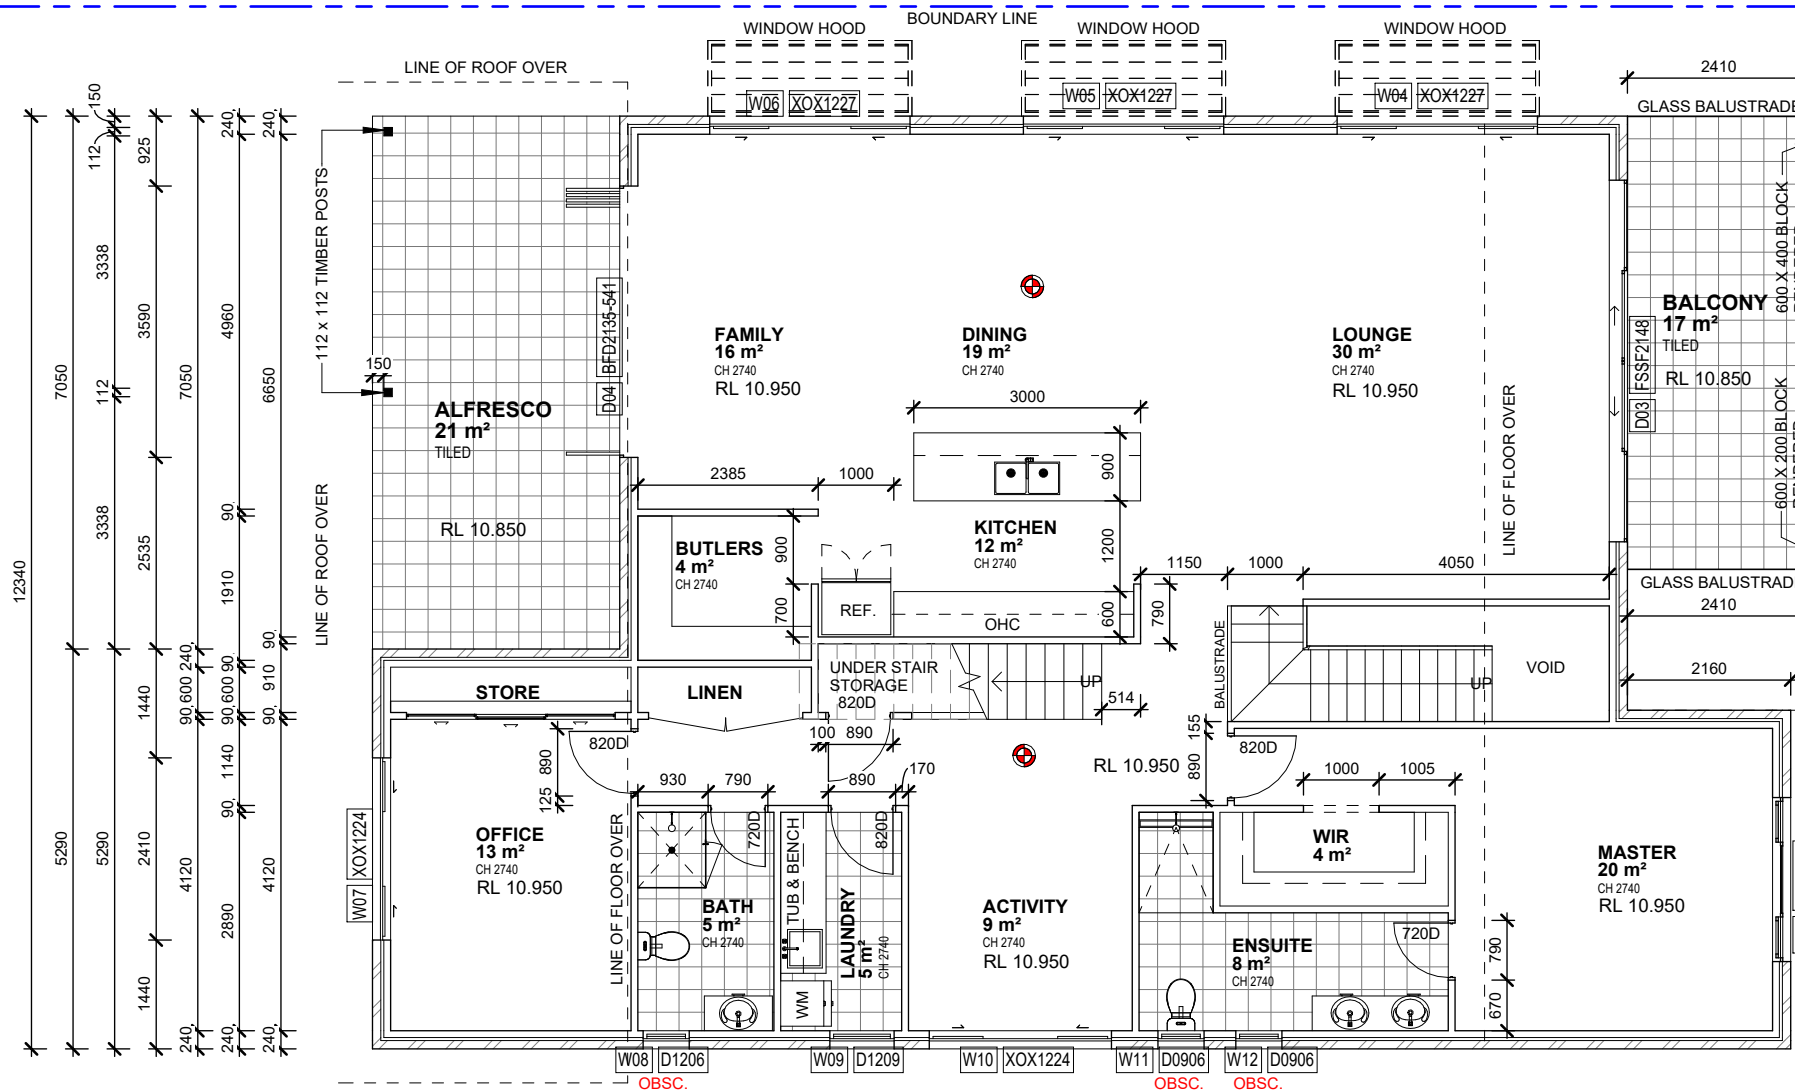 BOUNDARY LINE
WINDOW HOOD
WINDOW HOOD
WINDOW HOOD
LINE OF ROOF OVER
W06 XOX1227
W05 XOX1227
W04 XOX1227
2410
GLASS BALUSTRADE
150
112
925
240
240
112 x 112 TIMBER POSTS
3338
3590
4960
7050
112
7050
6650
150
D04 BFD2135-541
FAMILY
16 m²
CH 2740
RL 10.950
DINING
19 m²
CH 2740
LOUNGE
30 m²
CH 2740
RL 10.950
BALCONY
17 m²
TILED
RL 10.850
D03 FSSF2148
600 X 400 BLOCK
600 X 200 BLOCK
ALFRESCO
21 m²
TILED
RL 10.850
3000
900
LINE OF FLOOR OVER
2385
1000
LINE OF ROOF OVER
3338
2535
90
1910
12340
BUTLERS
4 m²
CH 2740
900
700
KITCHEN
12 m²
CH 2740
1200
600
REF.
OHC
1150
1000
4050
790
GLASS BALUSTRAD
2410
2160
BALUSTRADE
VOID
UP
UP
514
UNDER STAIR
STORAGE
820D
STORE
LINEN
90
240
90
910
1440
600
600
90
90
90
820D
890
125
100
890
930
790
890
170
RL 10.950
155
890
820D
1000
1005
1140
90
5290
5290
2410
4120
2890
4120
W07 XOX1224
OFFICE
13 m²
CH 2740
RL 10.950
LINE OF FLOOR OVER
720D
TUB & BENCH
820D
BATH
5 m²
CH 2740
LAUNDRY
5 m²
CH 2740
WM
ACTIVITY
9 m²
CH 2740
RL 10.950
WIR
4 m²
MASTER
20 m²
CH 2740
RL 10.950
ENSUITE
8 m²
CH 2740
720D
790
670
1440
240
240
240
W08 D1206
W09 D1209
W10 XOX1224
W11 D0906
W12 D0906
OBSC.
OBSC.
OBSC.